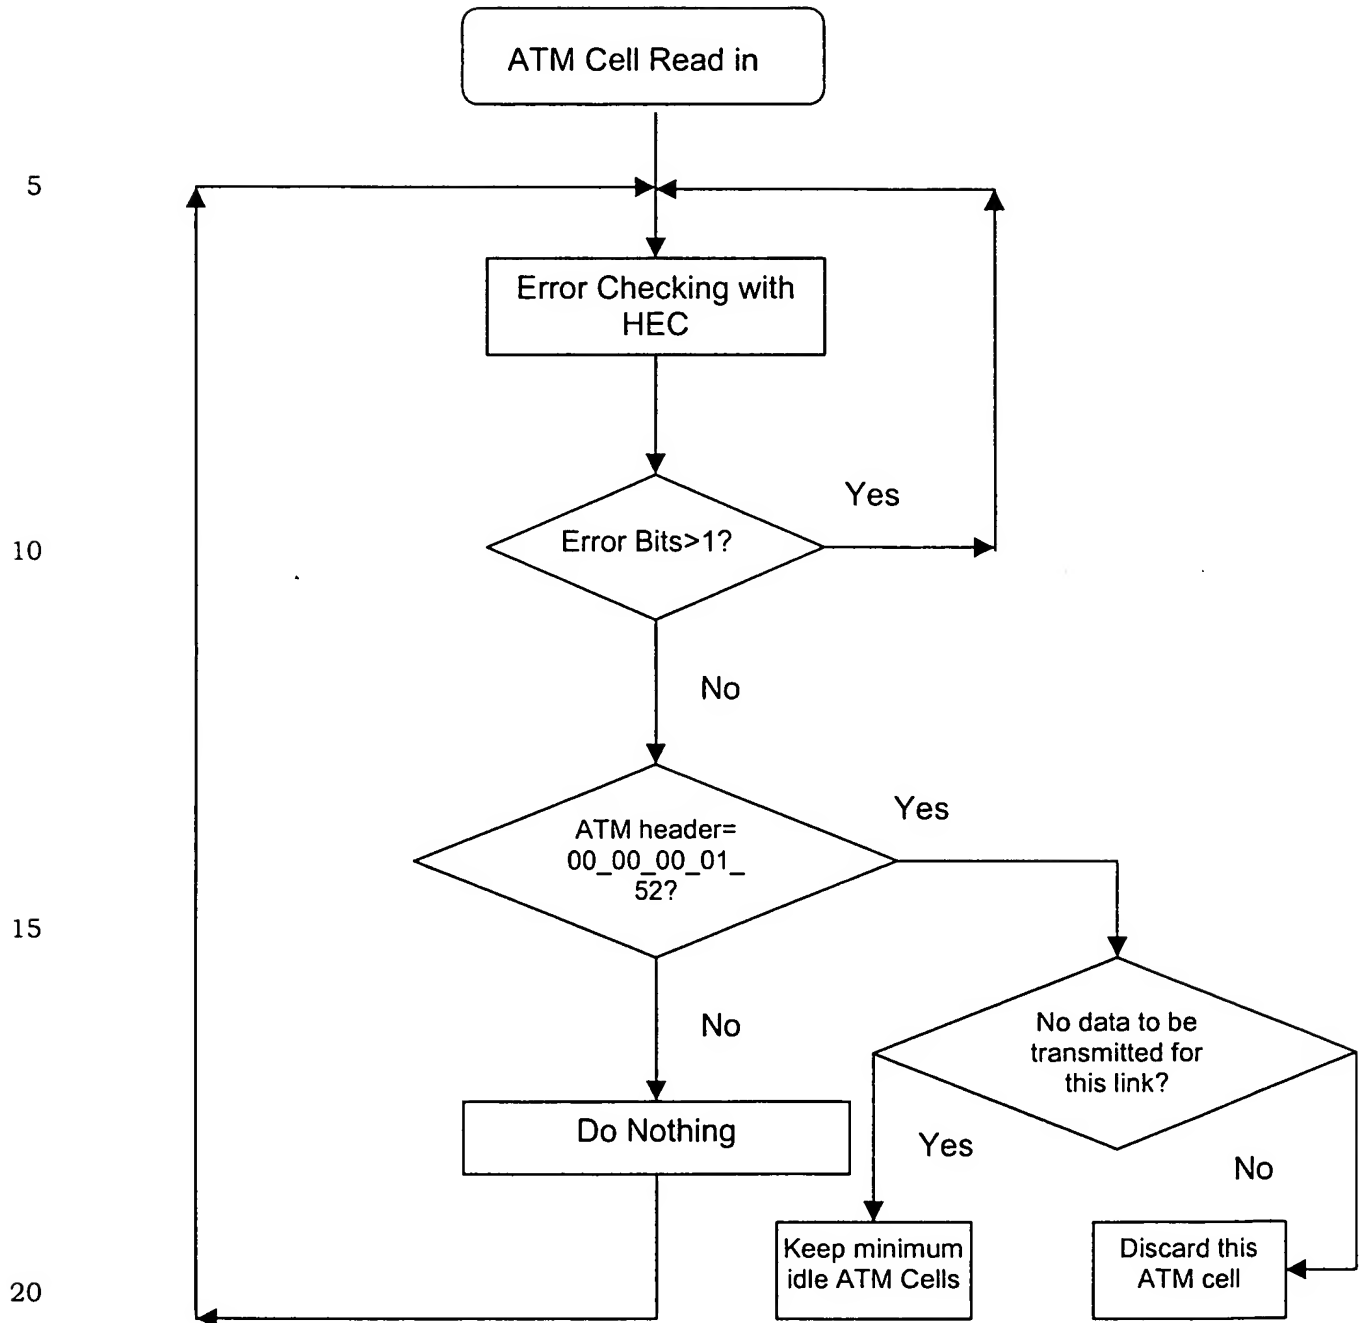 ATM Cell Read in
5
Error Checking with
HEC
Yes
Error Bits>1?
10
No
Yes
ATM header=
00_00_00_01_
52?
15
No data to be
transmitted for
this link?
No
Do Nothing
Yes
No
Keep minimum
idle ATM Cells
Discard this
ATM cell
20